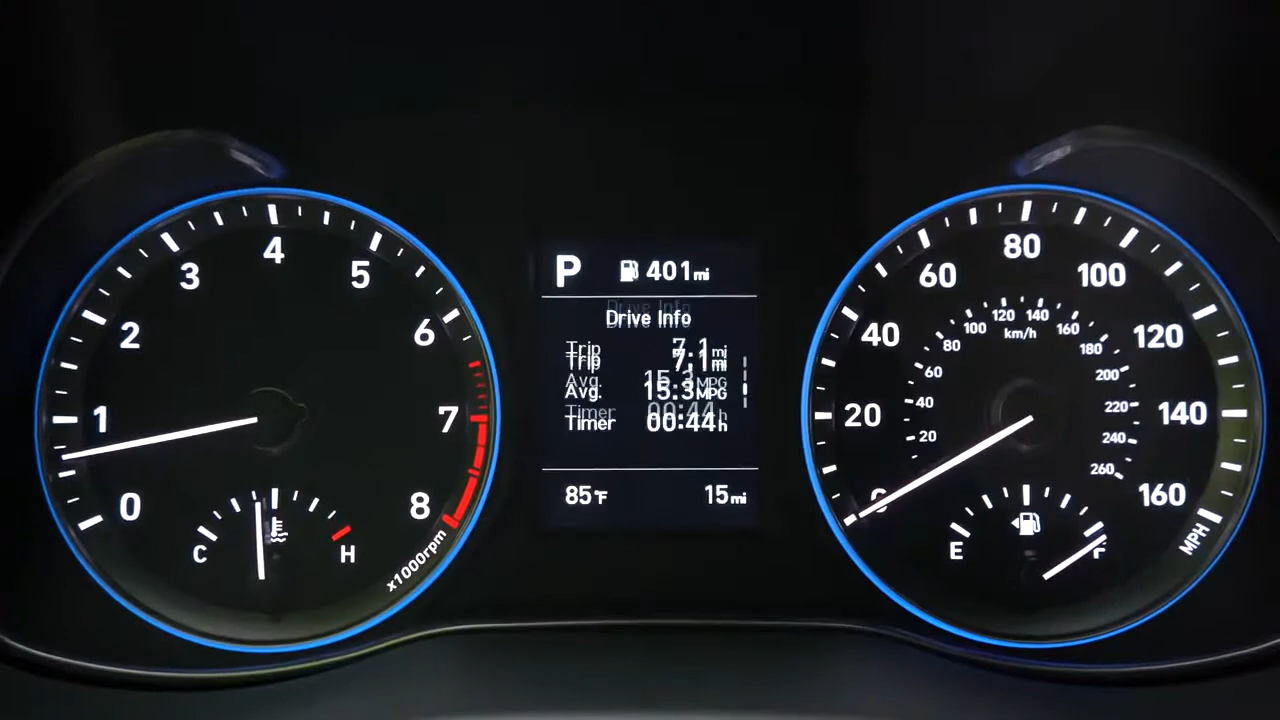 0
1
2
3
4
5
6
7
8
x1000rpm
C
H
P
401mi
Drive Info
Trip 7.1mi
Avg. 15.3MPG
Timer 00:44h
85°F
15mi
0
20
40
60
80
100
120
140
160
MPH
km/h
20
40
60
80
100
120
140
160
180
200
220
240
260
E
F